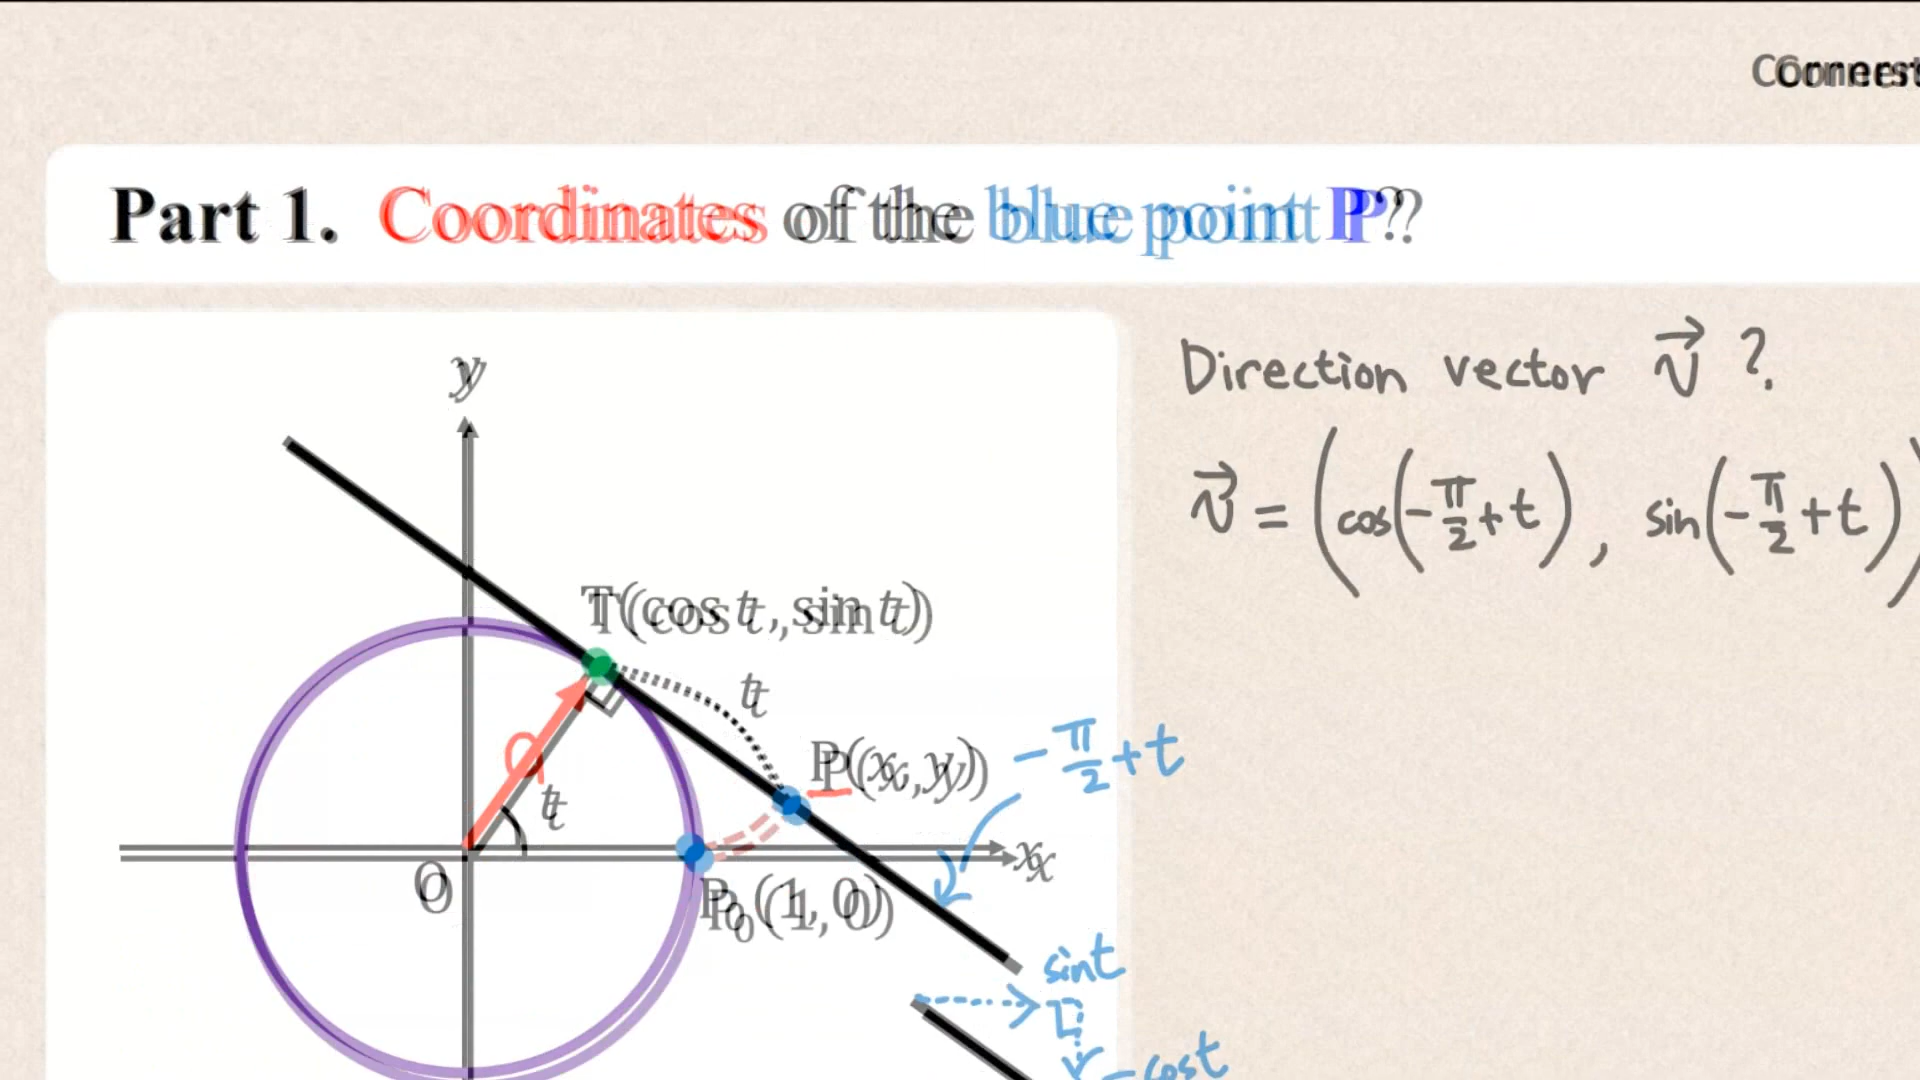 Part 1. Coordinates of the blue point P?
Direction vector v⃗ ?
v⃗ = (cos(-π/2+t), sin(-π/2+t))
y
T(cos t, sin t)
t
P(x, y)
-π/2+t
t
x
O
P₀(1, 0)
sint
-cost